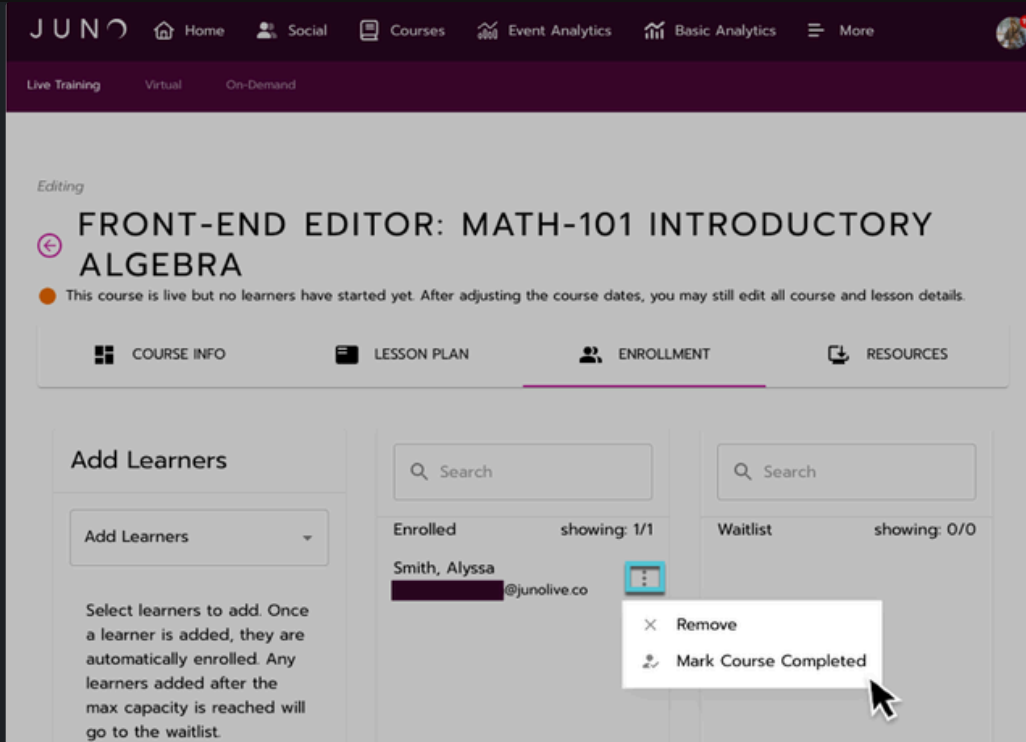 JUNO Home Social Courses Event Analytics Basic Analytics More
Live Training Virtual On-Demand
Editing
FRONT-END EDITOR: MATH-101 INTRODUCTORY
ALGEBRA
This course is live but no learners have started yet. After adjusting the course dates, you may still edit all course and lesson details.
COURSE INFO LESSON PLAN ENROLLMENT RESOURCES
Add Learners
Add Learners
Select learners to add. Once
a learner is added, they are
automatically enrolled. Any
learners added after the
max capacity is reached will
go to the waitlist.
Search
Enrolled showing: 1/1
Smith, Alyssa
@junolive.co
Remove
Mark Course Completed
Search
Waitlist showing: 0/0